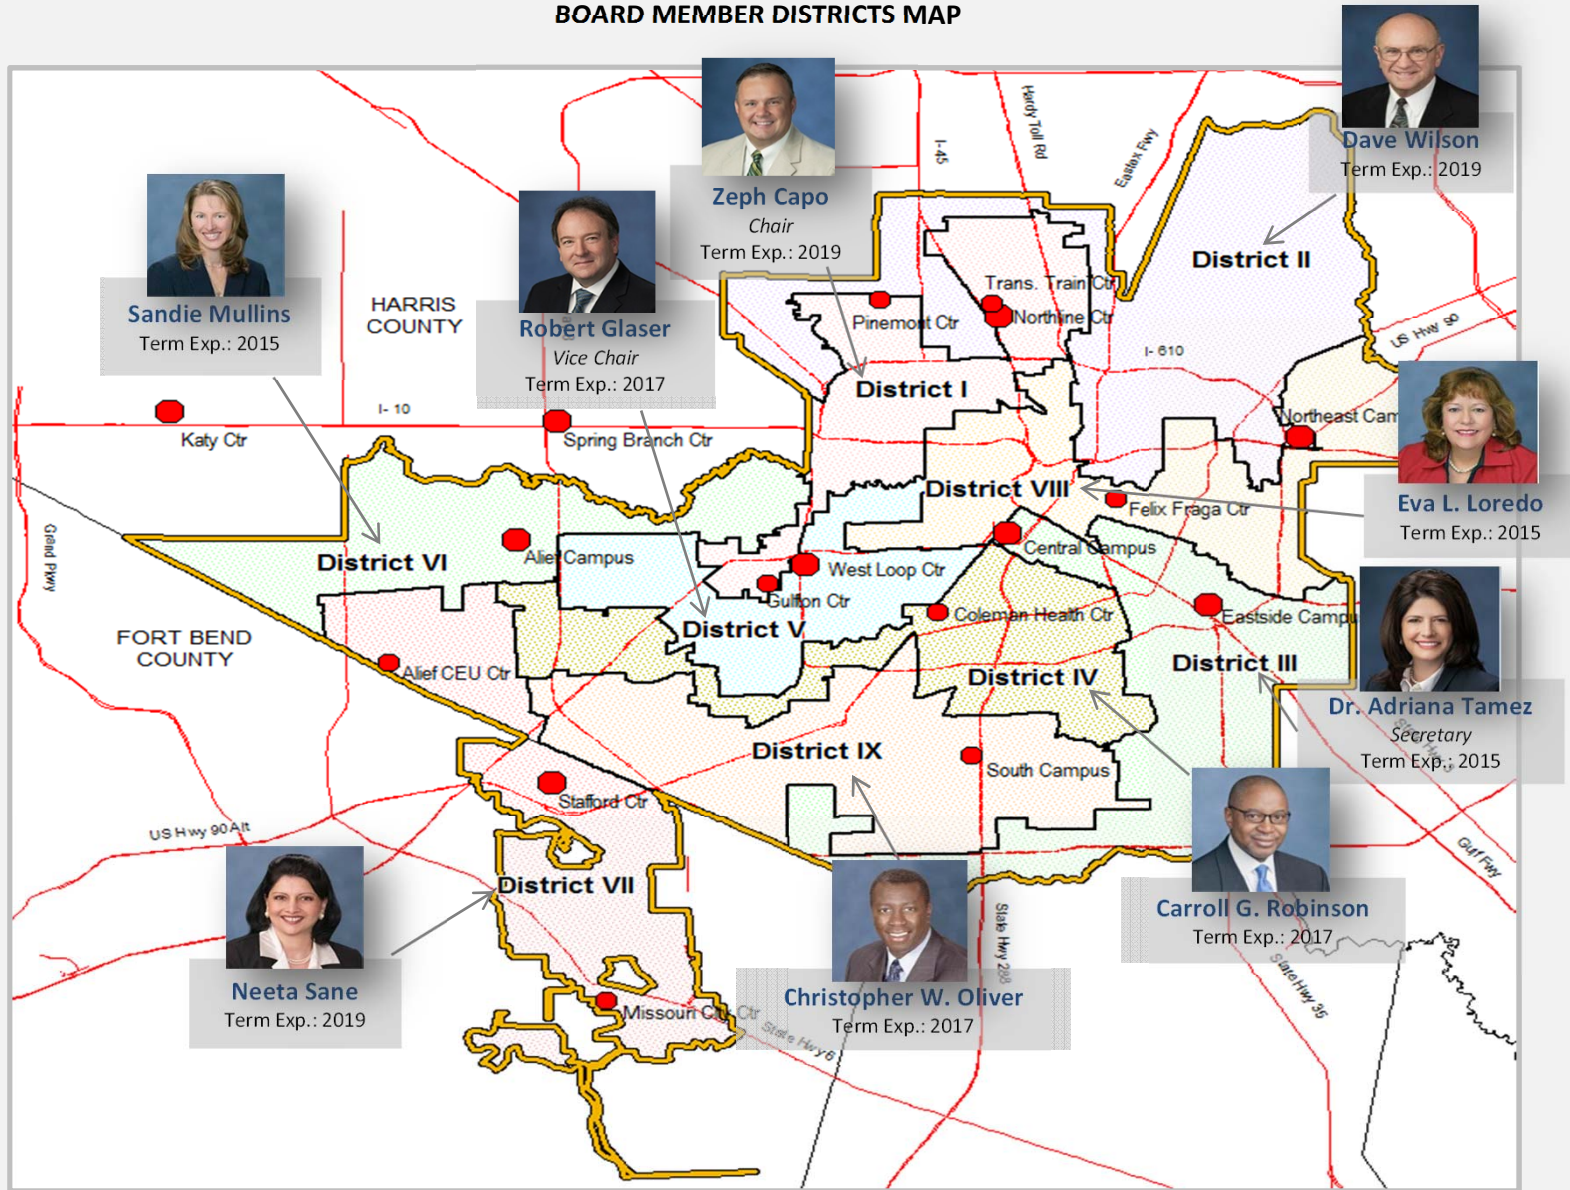 BOARD MEMBER DISTRICTS MAP
Dave Wilson
Term Exp.: 2019
Zeph Capo
Chair
Term Exp.: 2019
Sandie Mullins
Term Exp.: 2015
Robert Glaser
Vice Chair
Term Exp.: 2017
HARRIS
COUNTY
I-45
Hardy Toll Rd
Eastex Fwy
District II
Trans. Train Ctr
Pinemont Ctr
Northline Ctr
I- 610
US Hwy 90
District I
I- 10
Katy Ctr
Spring Branch Ctr
Northeast Cam
Eva L. Loredo
Term Exp.: 2015
District VIII
Felix Fraga Ctr
Grand Pkwy
District VI
Alief Campus
Central Campus
West Loop Ctr
Gulfton Ctr
Coleman Health Ctr
Eastside Campu
District V
FORT BEND
COUNTY
Alief CEU Ctr
District III
District IV
Dr. Adriana Tamez
Secretary
Term Exp.: 2015
District IX
South Campus
Stafford Ctr
US Hwy 90 Alt
Gulf Fwy
District VII
Carroll G. Robinson
Term Exp.: 2017
State Hwy 288
State Hwy 35
Neeta Sane
Term Exp.: 2019
Christopher W. Oliver
Term Exp.: 2017
Missouri City Ctr
State Hwy 6